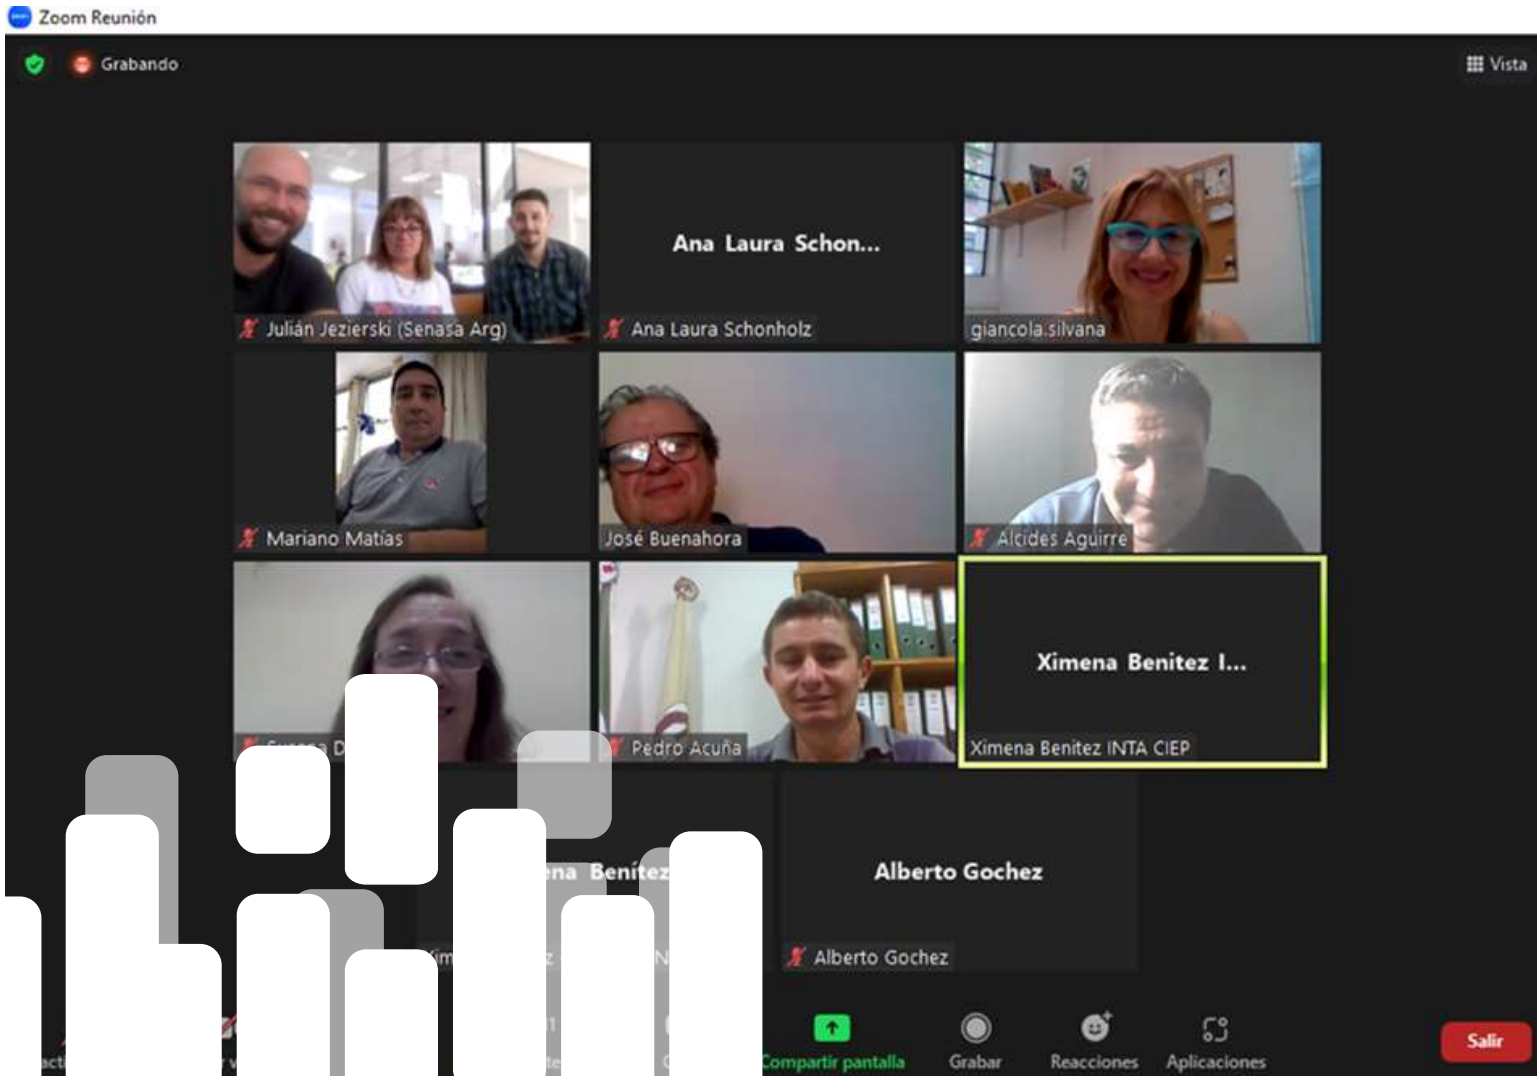 Zoom Reunión
Grabando
Vista
Julián Jezierski (Senasa Arg)
Ana Laura Schon...
Ana Laura Schonholz
giancola.silvana
Mariano Matías
José Buenahora
Alcides Aguirre
Pedro Acuña
Ximena Benitez I...
Ximena Benitez INTA CIEP
Benítez
Alberto Gochez
Alberto Gochez
Compartir pantalla
Grabar
Reacciones
Aplicaciones
Salir